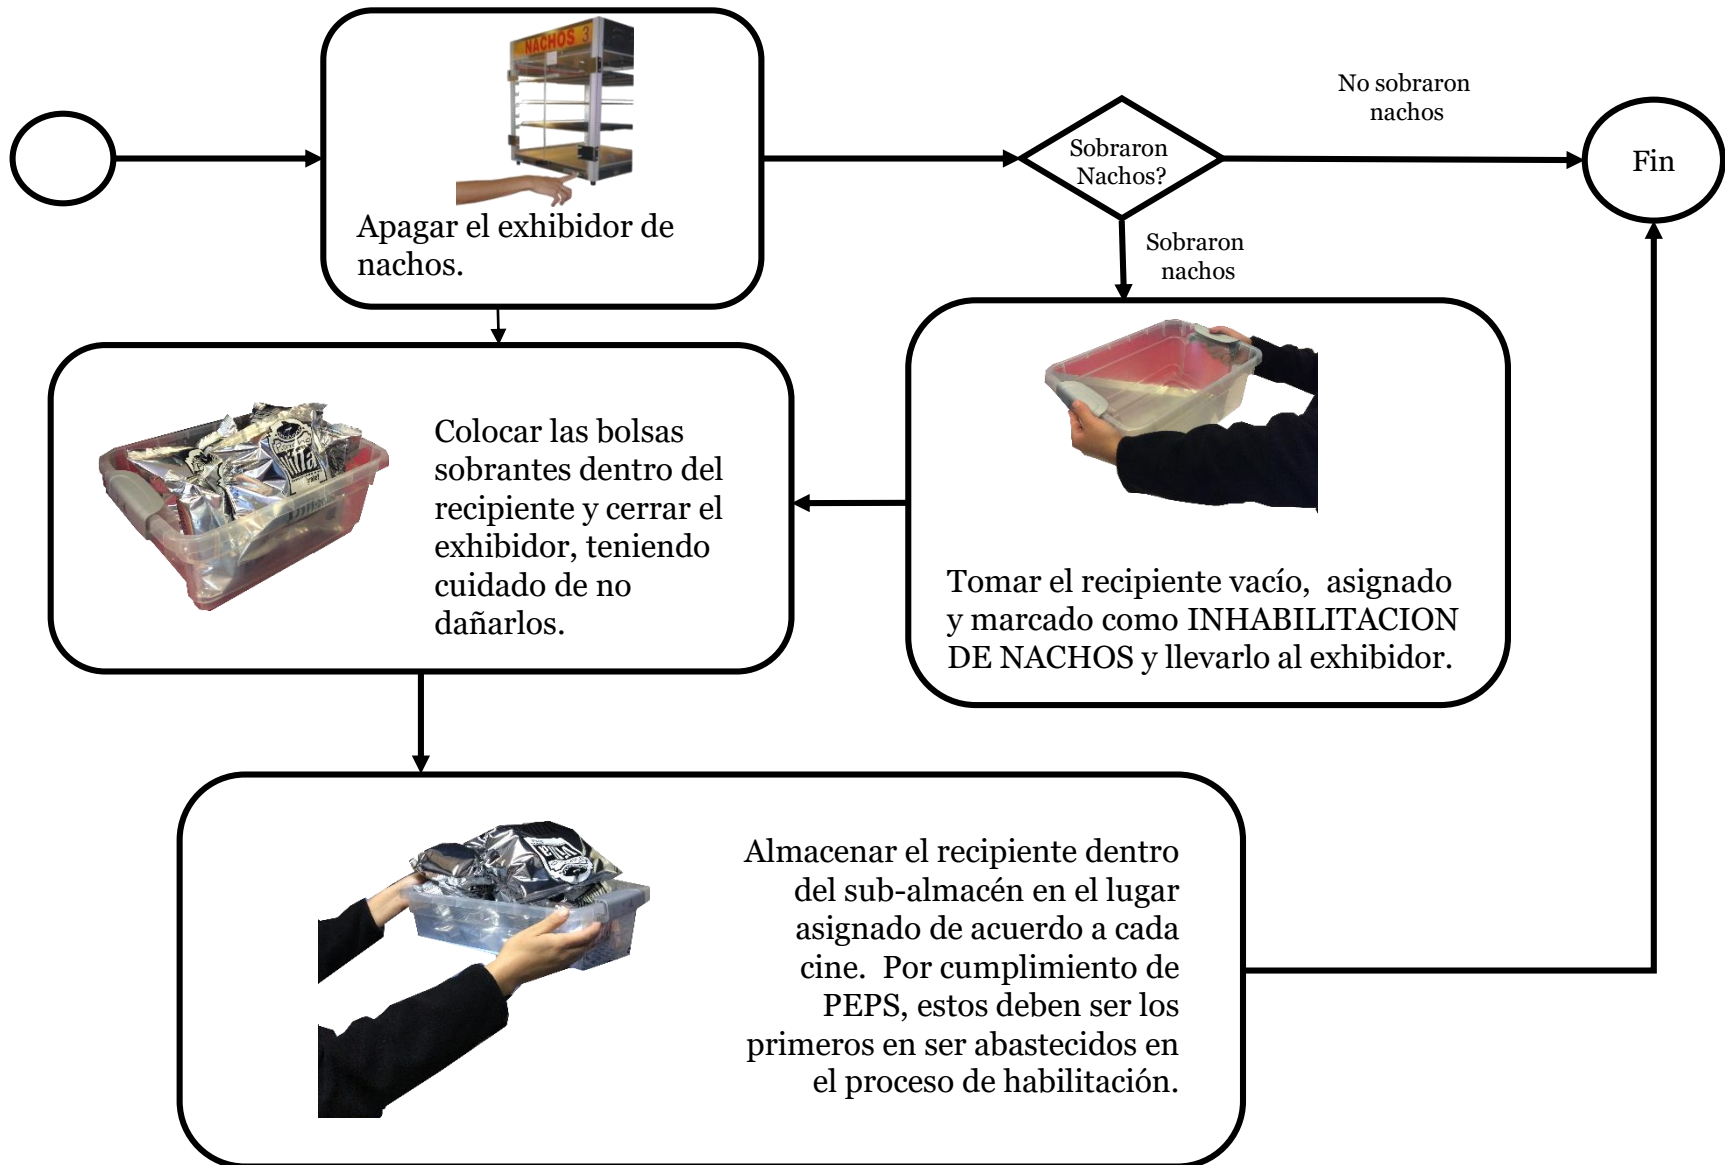 NACHOS 3
Apagar el exhibidor de
nachos.
Sobraron
Nachos?
No sobraron
nachos
Fin
Sobraron
nachos
Tomar el recipiente vacío, asignado
y marcado como INHABILITACION
DE NACHOS y llevarlo al exhibidor.
Colocar las bolsas
sobrantes dentro del
recipiente y cerrar el
exhibidor, teniendo
cuidado de no
dañarlos.
Almacenar el recipiente dentro
del sub-almacén en el lugar
asignado de acuerdo a cada
cine. Por cumplimiento de
PEPS, estos deben ser los
primeros en ser abastecidos en
el proceso de habilitación.